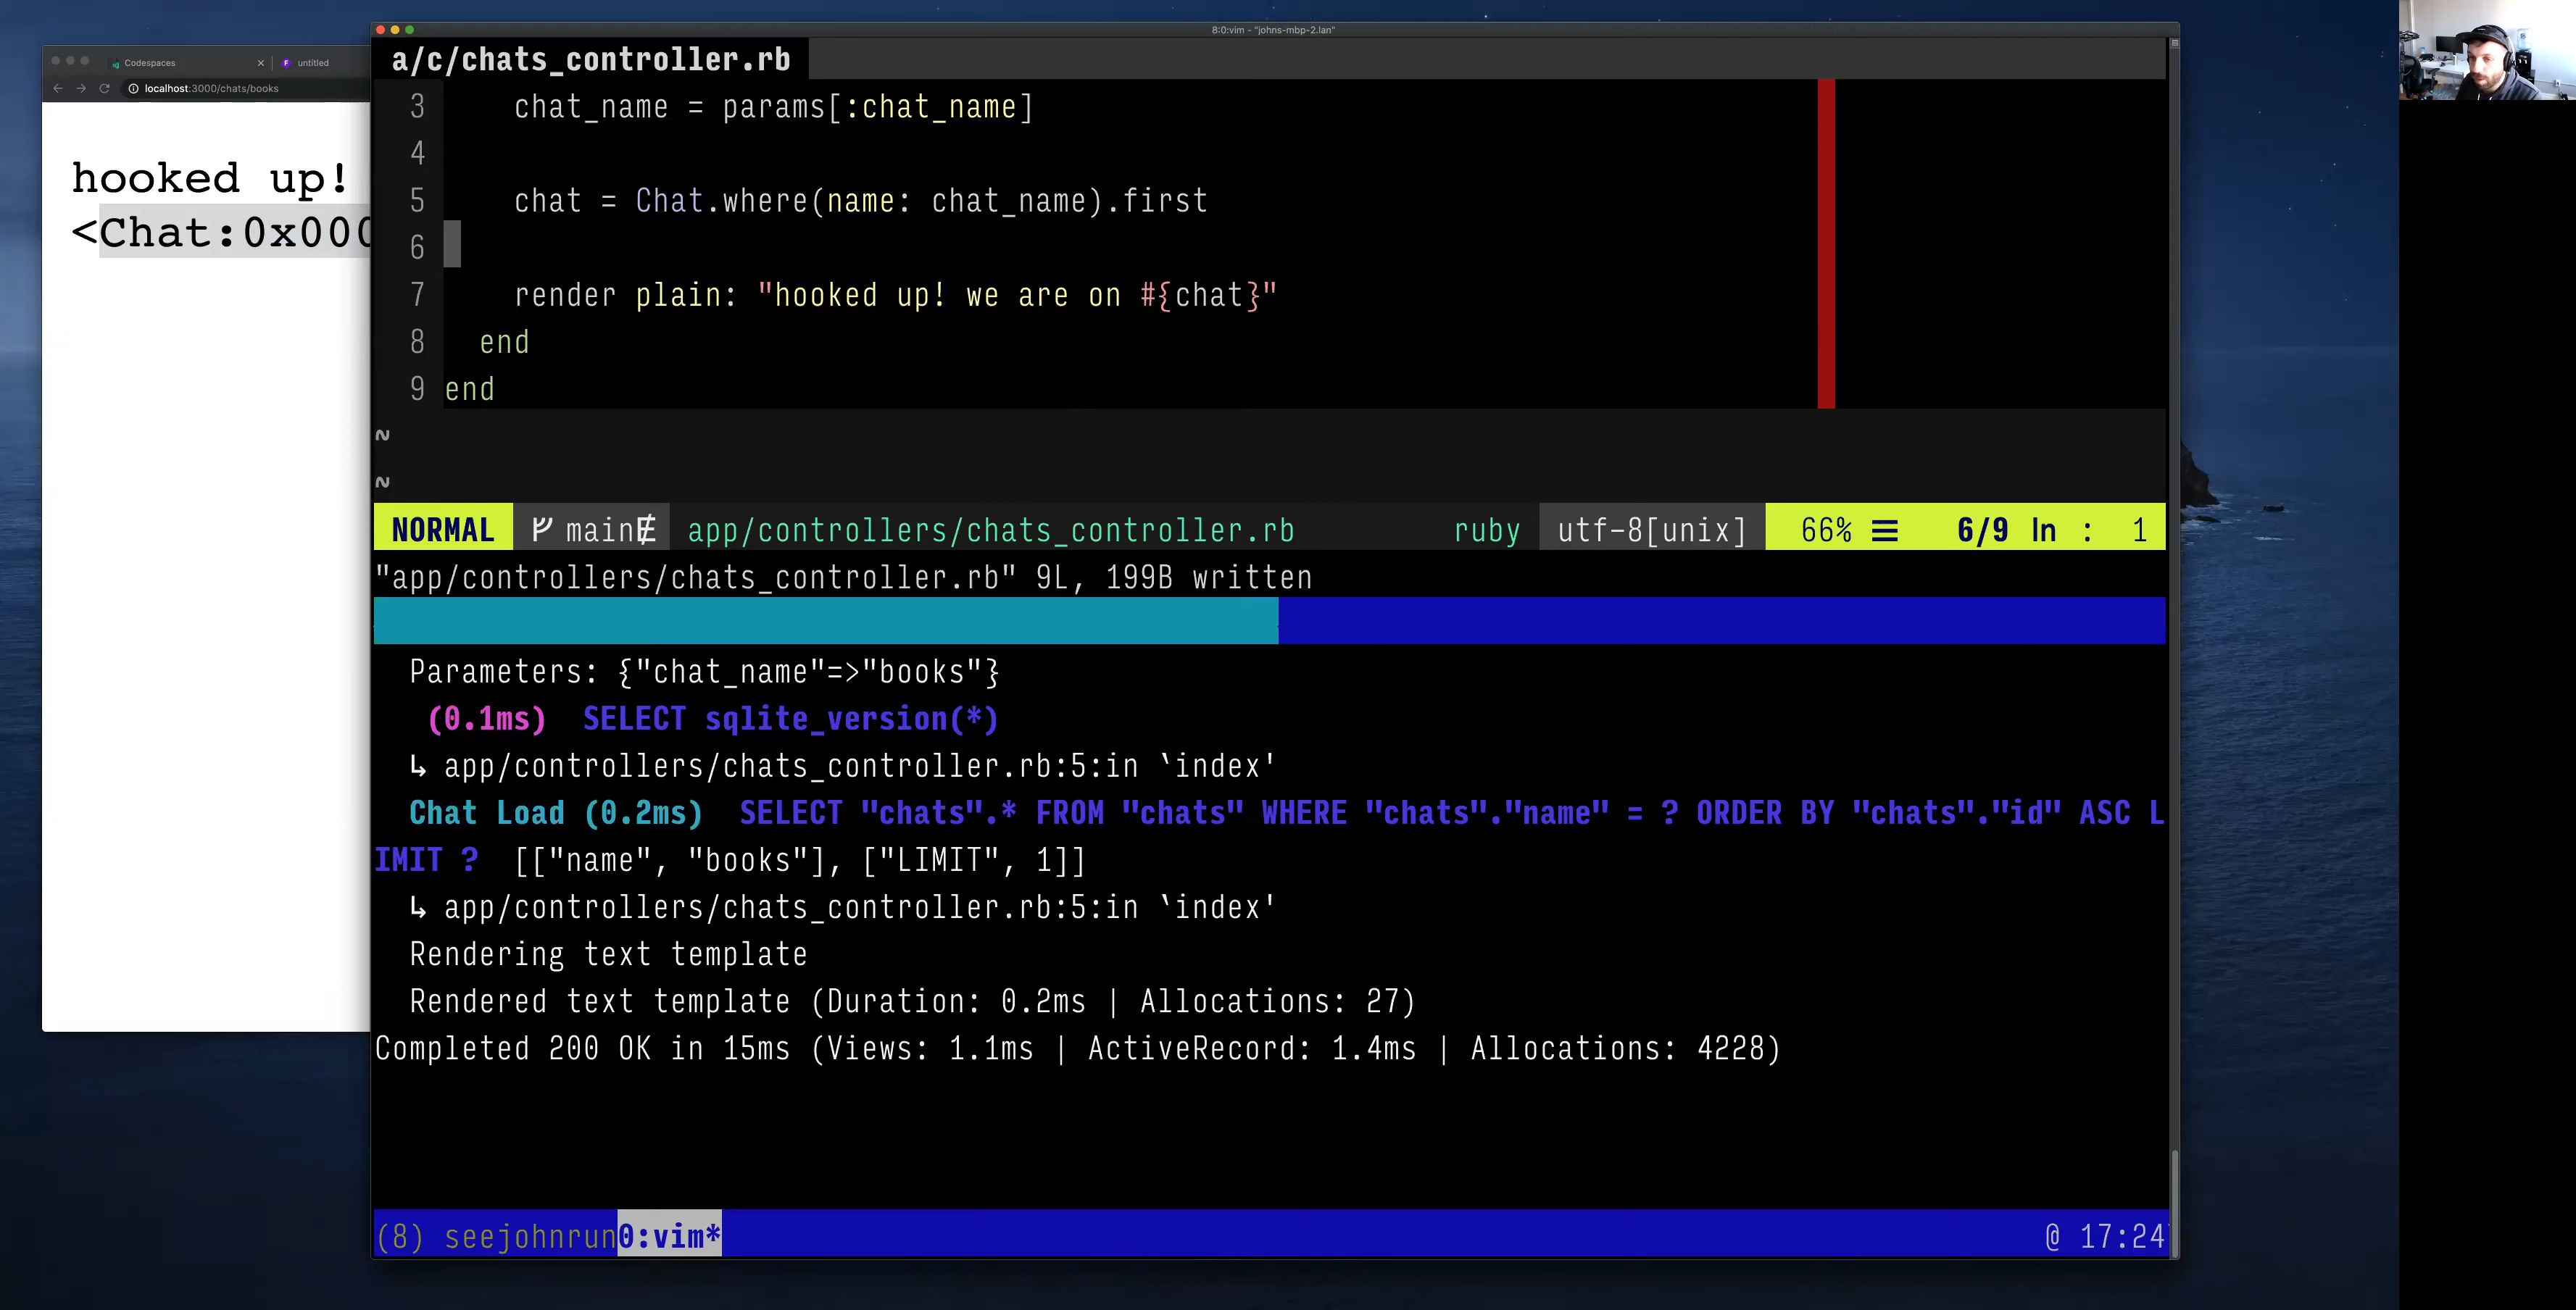 8:0:vim - "johns-mbp-2.lan"
Codespaces
untitled
localhost:3000/chats/books
hooked up!
<Chat:0x000
a/c/chats_controller.rb
3 chat_name = params[:chat_name]
4
5 chat = Chat.where(name: chat_name).first
6
7 render plain: "hooked up! we are on #{chat}"
8 end
9 end
~
~
NORMAL main app/controllers/chats_controller.rb ruby utf-8[unix] 66% ☰ 6/9 ln : 1
"app/controllers/chats_controller.rb" 9L, 199B written
Parameters: {"chat_name"=>"books"}
(0.1ms) SELECT sqlite_version(*)
↳ app/controllers/chats_controller.rb:5:in `index'
Chat Load (0.2ms) SELECT "chats".* FROM "chats" WHERE "chats"."name" = ? ORDER BY "chats"."id" ASC L
IMIT ? [["name", "books"], ["LIMIT", 1]]
↳ app/controllers/chats_controller.rb:5:in `index'
Rendering text template
Rendered text template (Duration: 0.2ms | Allocations: 27)
Completed 200 OK in 15ms (Views: 1.1ms | ActiveRecord: 1.4ms | Allocations: 4228)
(8) seejohnrun0:vim* @ 17:24